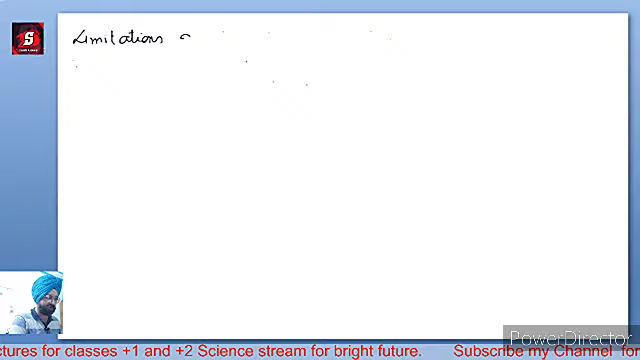 Limitations
S
PowerDirector
ctures for classes +1 and +2 Science stream for bright future. Subscribe my Channel for